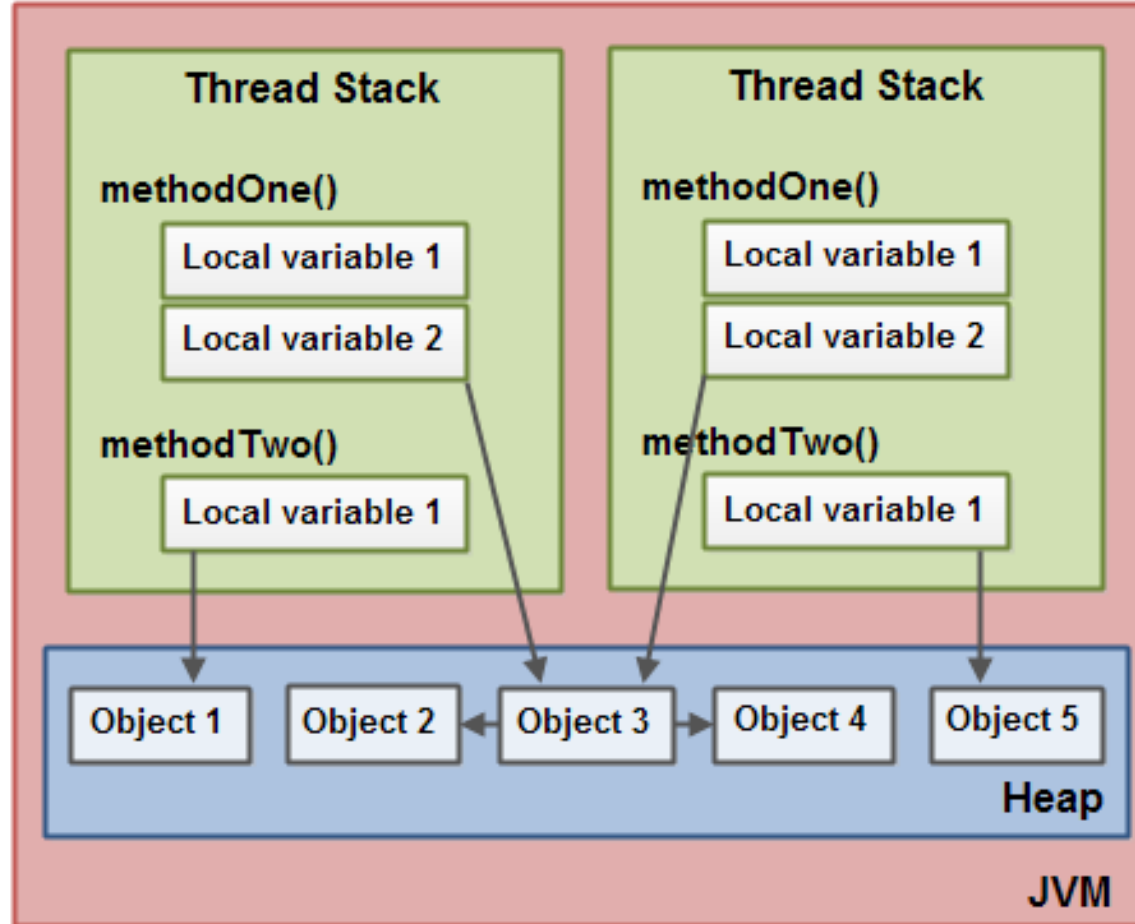 Thread Stack
methodOne()
Local variable 1
Local variable 2
methodTwo()
Local variable 1
Thread Stack
methodOne()
Local variable 1
Local variable 2
methodTwo()
Local variable 1
Object 1
Object 2
Object 3
Object 4
Object 5
Heap
JVM